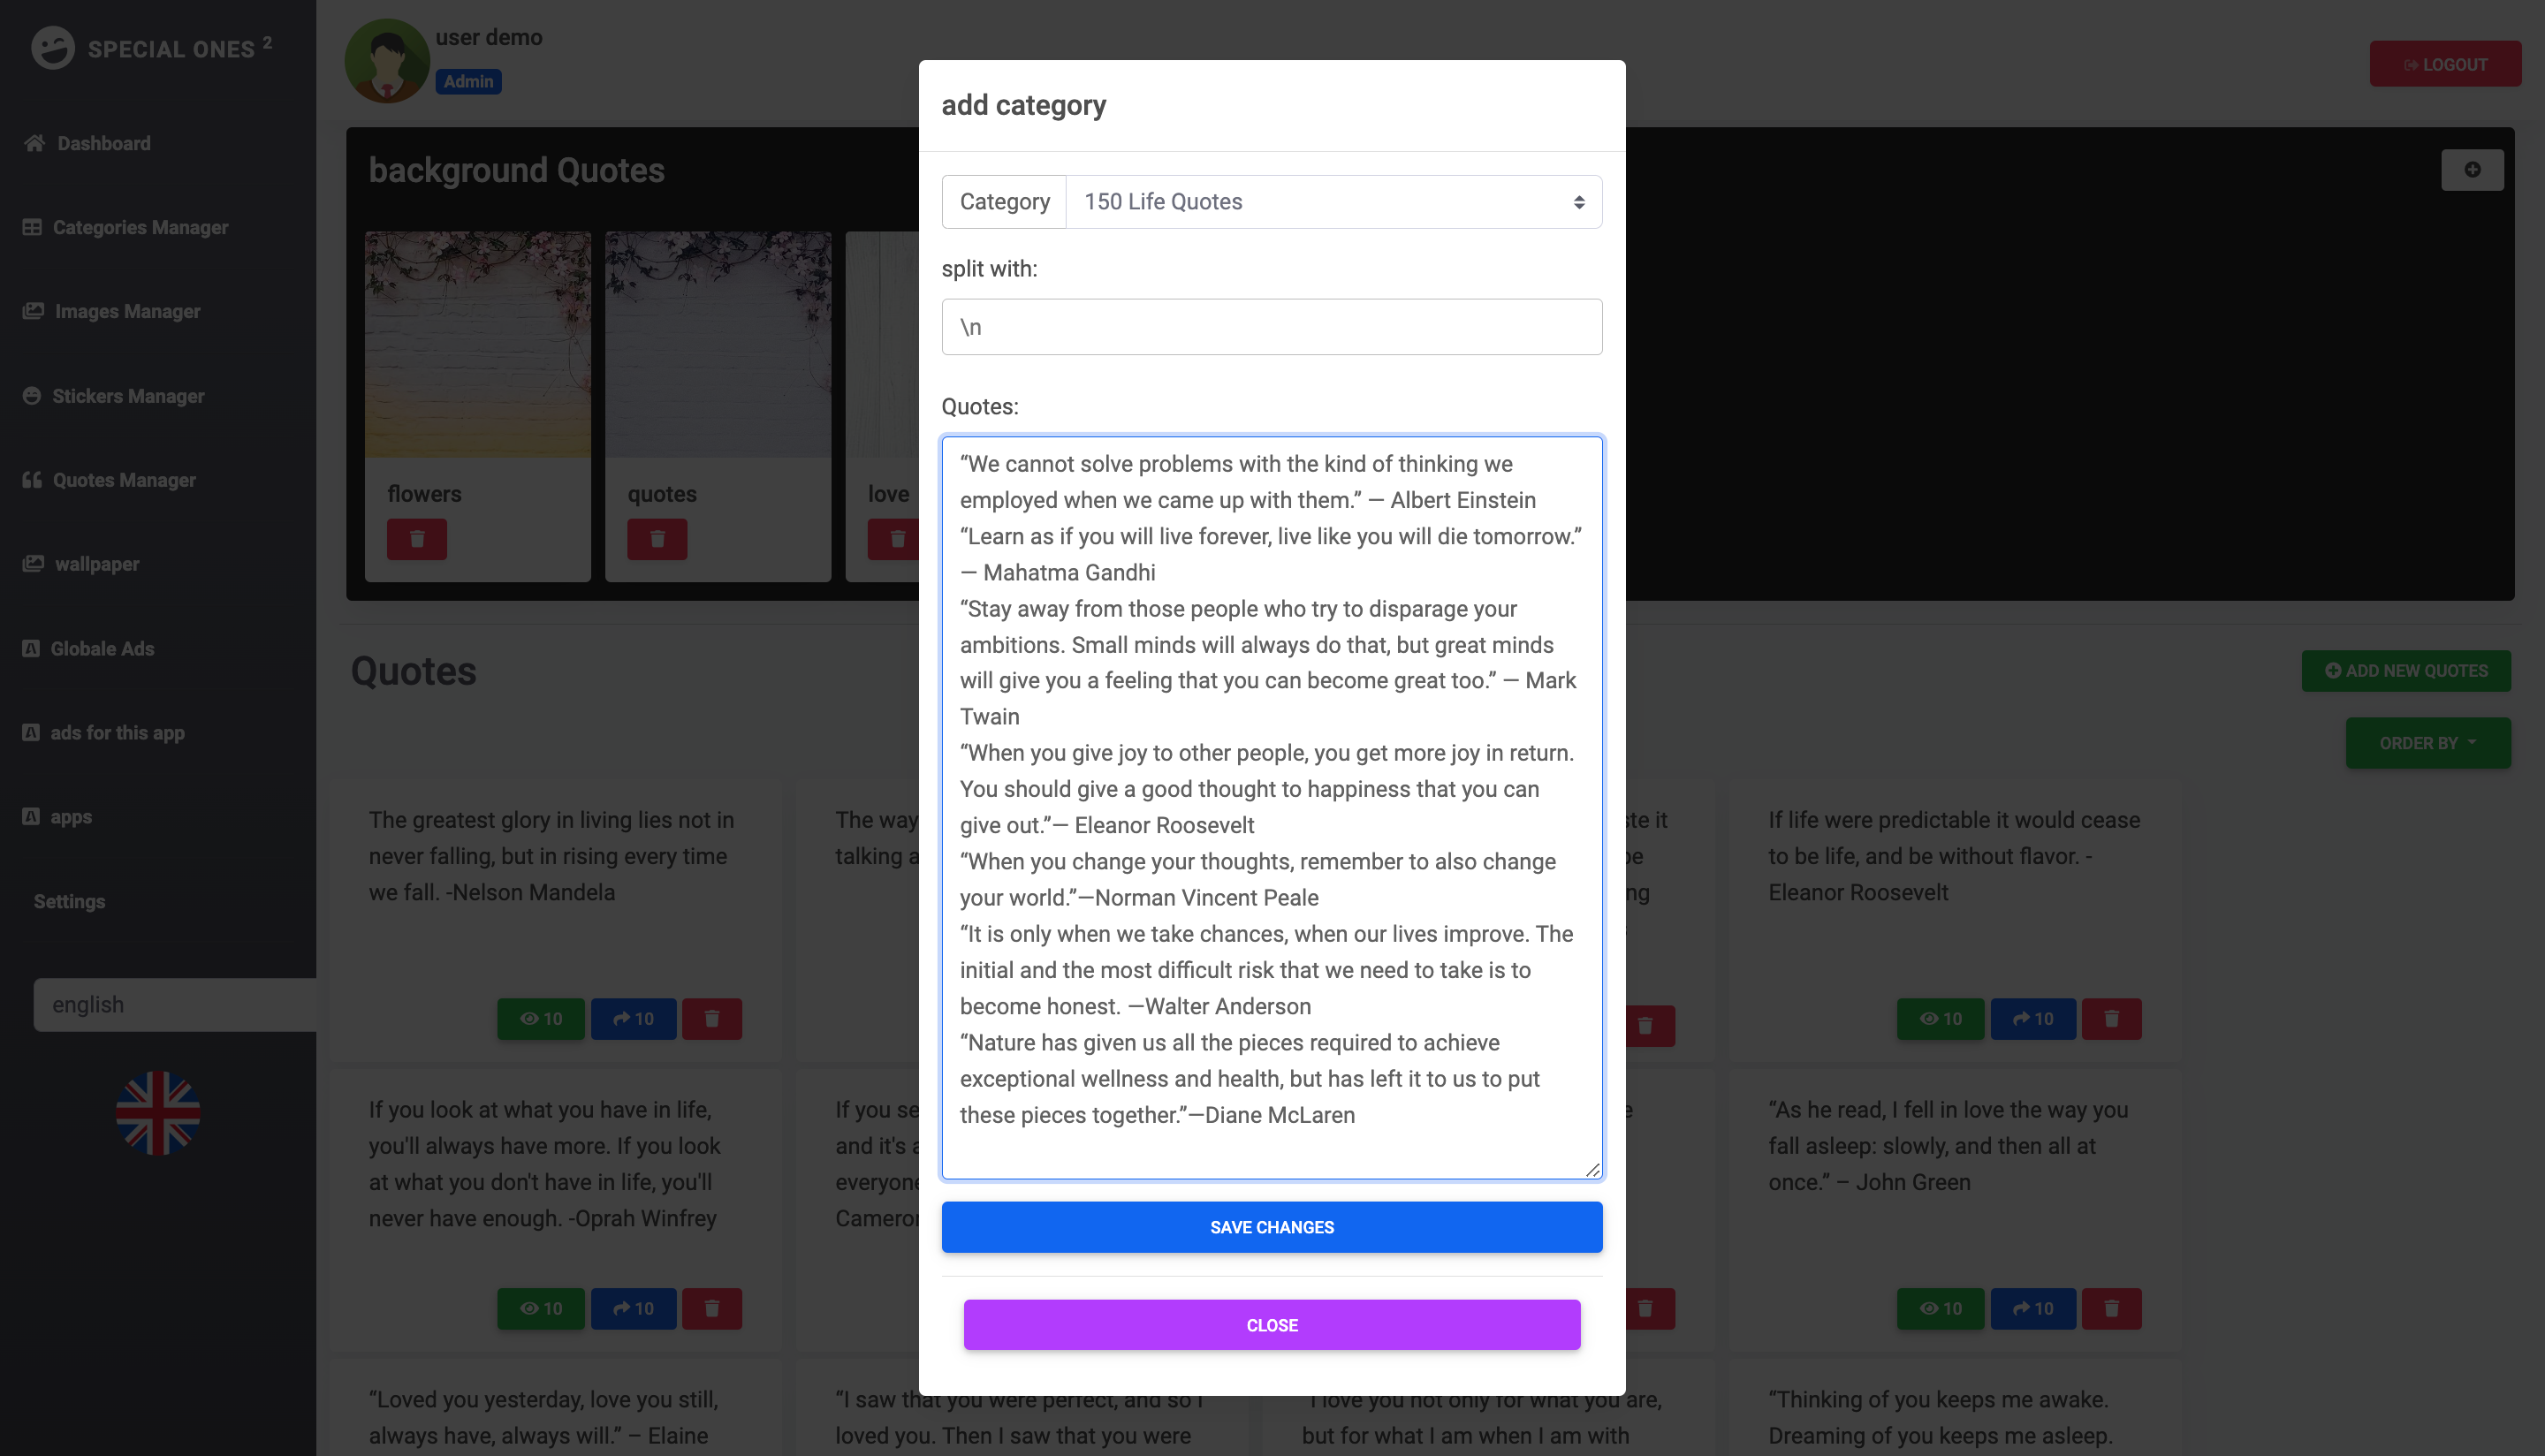 SPECIAL ONES 2
Dashboard
Categories Manager
Images Manager
Stickers Manager
Quotes Manager
wallpaper
Globale Ads
ads for this app
apps
Settings
english
user demo
Admin
LOGOUT
background Quotes
flowers
quotes
love
Quotes
ADD NEW QUOTES
ORDER BY
add category
Category
150 Life Quotes
split with:
\n
Quotes:
“We cannot solve problems with the kind of thinking we
employed when we came up with them.” — Albert Einstein
“Learn as if you will live forever, live like you will die tomorrow.”
— Mahatma Gandhi
“Stay away from those people who try to disparage your
ambitions. Small minds will always do that, but great minds
will give you a feeling that you can become great too.” — Mark
Twain
“When you give joy to other people, you get more joy in return.
You should give a good thought to happiness that you can
give out.”— Eleanor Roosevelt
“When you change your thoughts, remember to also change
your world.”—Norman Vincent Peale
“It is only when we take chances, when our lives improve. The
initial and the most difficult risk that we need to take is to
become honest. —Walter Anderson
“Nature has given us all the pieces required to achieve
exceptional wellness and health, but has left it to us to put
these pieces together.”—Diane McLaren
SAVE CHANGES
CLOSE
The greatest glory in living lies not in
never falling, but in rising every time
we fall. -Nelson Mandela
10
10
The way
talking
it
If life were predictable it would cease
to be life, and be without flavor. -
Eleanor Roosevelt
10
10
If you look at what you have in life,
you'll always have more. If you look
at what you don't have in life, you'll
never have enough. -Oprah Winfrey
10
10
If you
and it's
everyone
“As he read, I fell in love the way you
fall asleep: slowly, and then all at
once.” – John Green
10
10
“Loved you yesterday, love you still,
always have, always will.” – Elaine
“I saw that you were perfect, and so I
loved you. Then I saw that you were
I love you not only for what you are,
but for what I am when I am with
“Thinking of you keeps me awake.
Dreaming of you keeps me asleep.